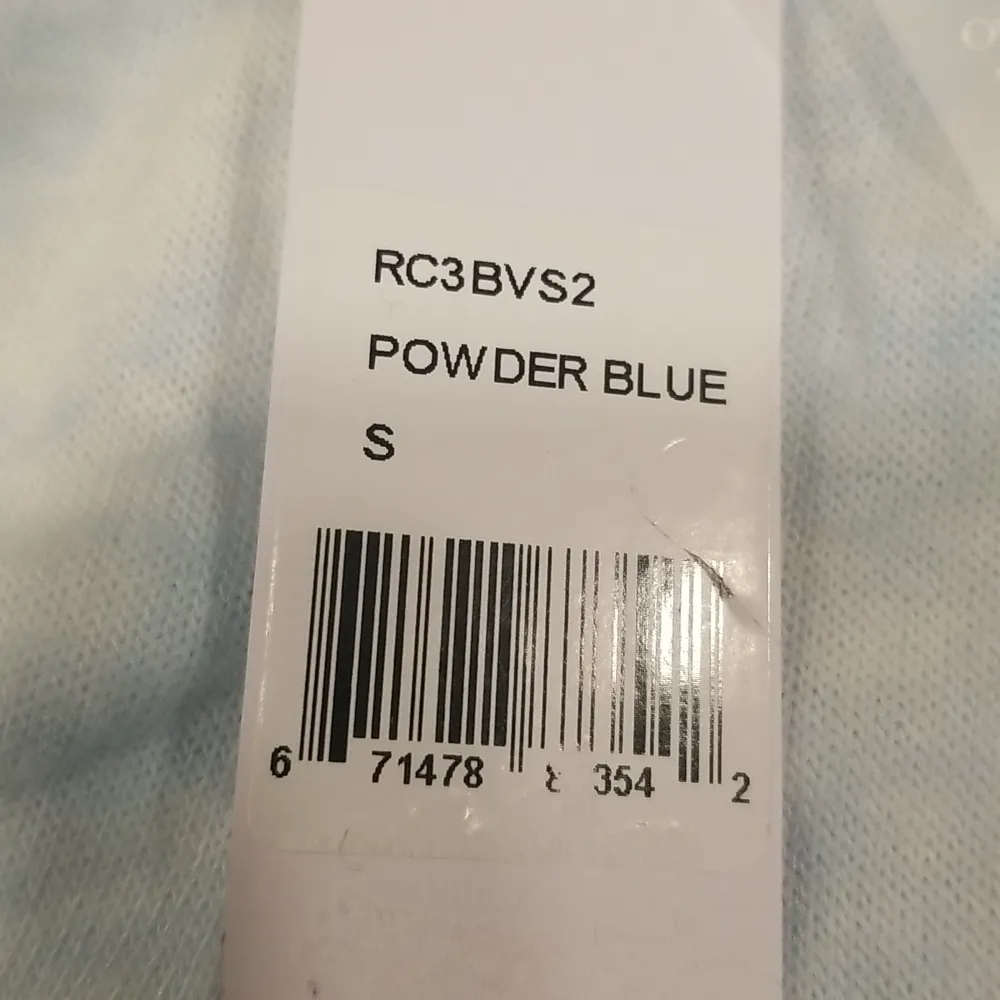 RC3BVS2
POWDER BLUE
S
6 71478 354 2